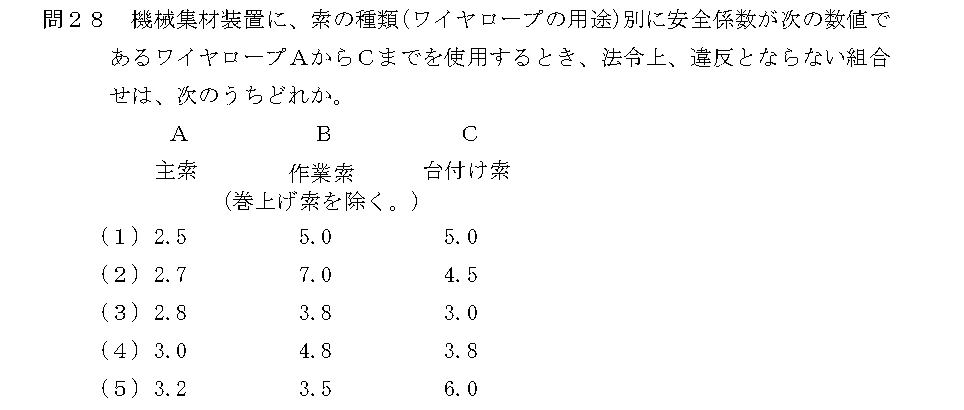 問２８　機械集材装置に、索の種類(ワイヤロープの用途)別に安全係数が次の数値で
あるワイヤロープＡからＣまでを使用するとき、法令上、違反とならない組合
せは、次のうちどれか。
Ａ　Ｂ　Ｃ
主索　作業索　台付け索
(巻上げ索を除く。)
(１) 2.5　5.0　5.0
(２) 2.7　7.0　4.5
(３) 2.8　3.8　3.0
(４) 3.0　4.8　3.8
(５) 3.2　3.5　6.0